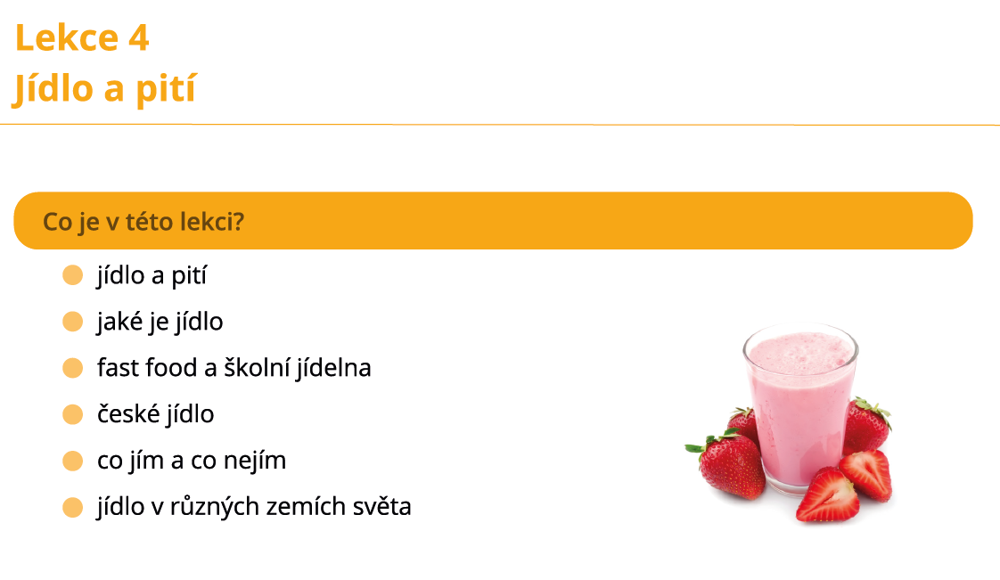 Lekce 4
Jídlo a pití
Co je v této lekci?
jídlo a pití
jaké je jídlo
fast food a školní jídelna
české jídlo
co jím a co nejím
jídlo v různých zemích světa